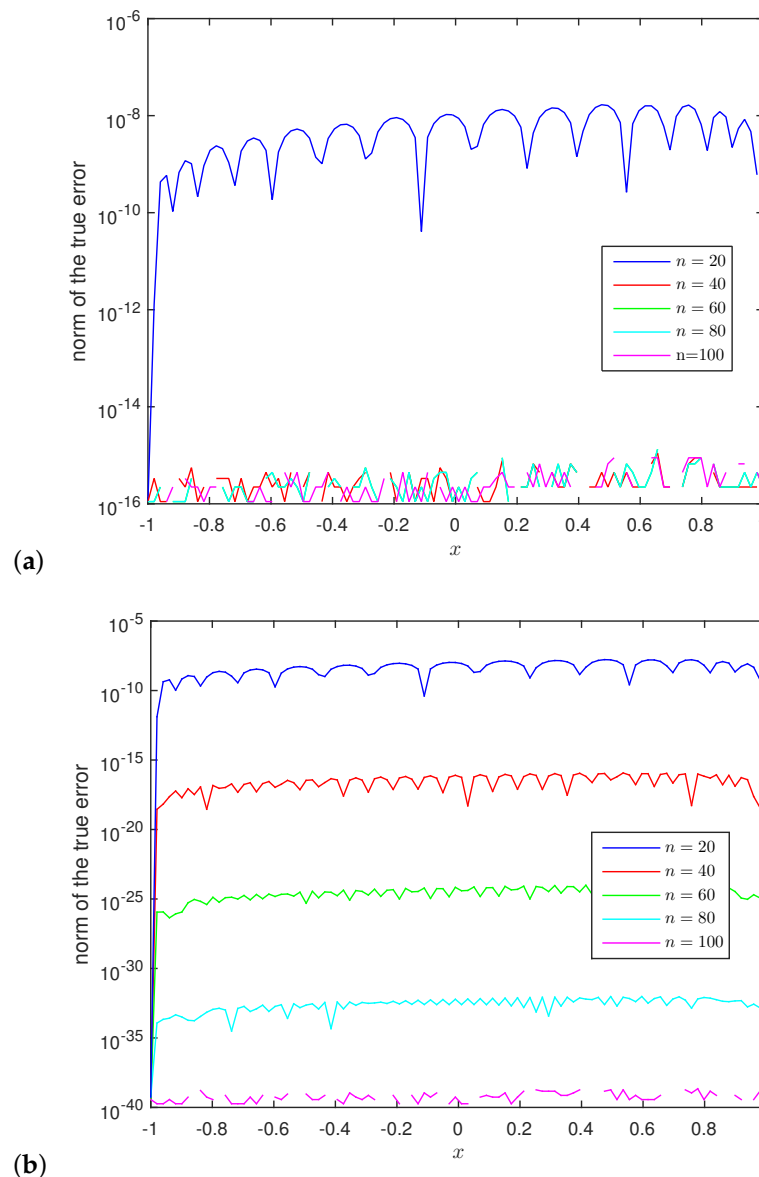 10-6
10-8
10-10
10-12
10-14
10-16
norm of the true error
n = 20
n = 40
n = 60
n = 80
n=100
-1 -0.8 -0.6 -0.4 -0.2 0 0.2 0.4 0.6 0.8
x
(a)
10-5
10-10
10-15
10-20
10-25
10-30
10-35
10-40
norm of the true error
n = 20
n = 40
n = 60
n = 80
n = 100
-1 -0.8 -0.6 -0.4 -0.2 0 0.2 0.4 0.6 0.8
x
(b)